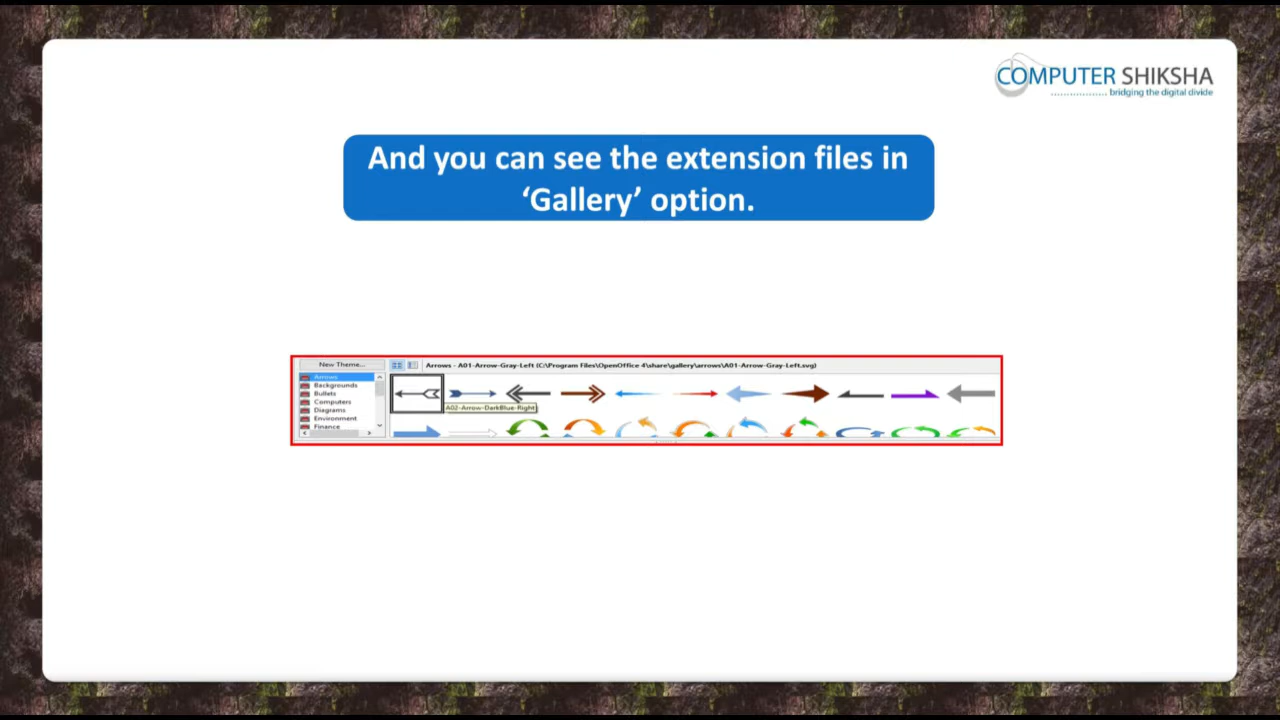 COMPUTER SHIKSHA
bridging the digital divide
And you can see the extension files in
‘Gallery’ option.
New Theme...
Arrows - A01-Arrow-Gray-Left (C:\Program Files\OpenOffice 4\share\gallery\arrows\A01-Arrow-Gray-Left.svg)
Arrows
Backgrounds
Bullets
Computers
Diagrams
Environment
Finance
A02-Arrow-DarkBlue-Right